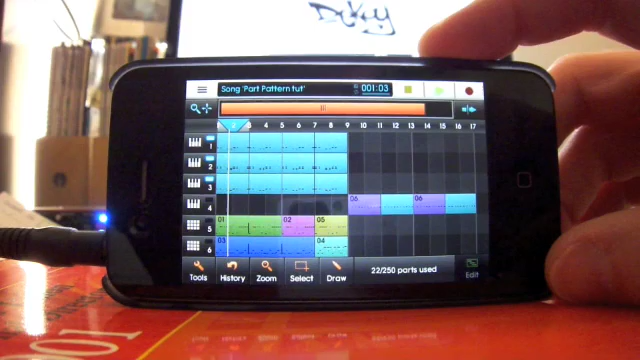 Song 'Part Pattern tut' 001:03
2 3 4 5 6 7 8 9 10 11 12 13 14 15 16 17
1
2
3
4 06 06
5 01 02 05
6 03 04
Tools History Zoom Select Draw 22/250 parts used Edit
001